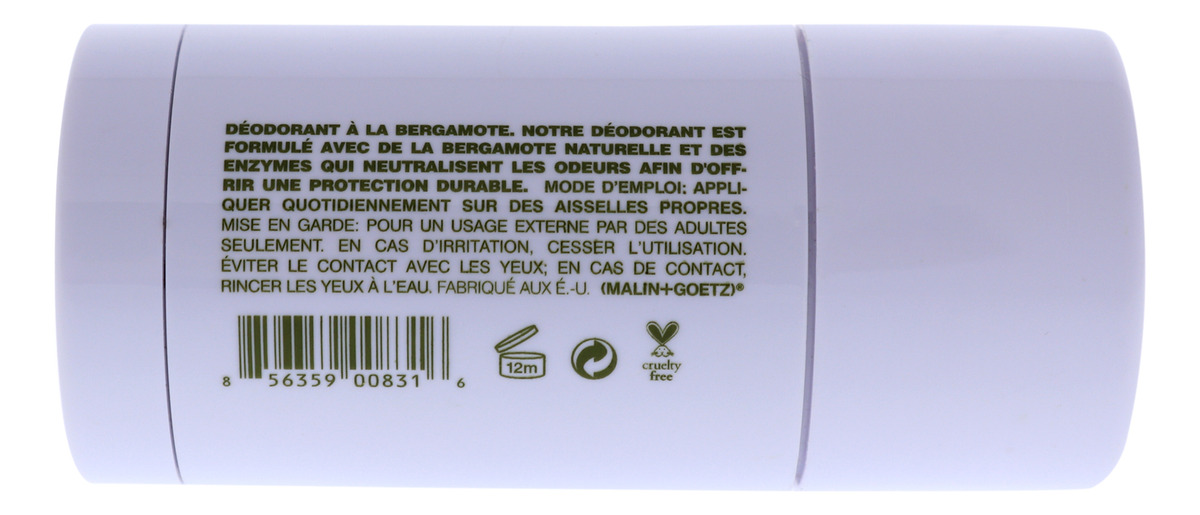 DÉODORANT À LA BERGAMOTE. NOTRE DÉODORANT EST
FORMULÉ AVEC DE LA BERGAMOTE NATURELLE ET DES
ENZYMES QUI NEUTRALISENT LES ODEURS AFIN D'OFF-
RIR UNE PROTECTION DURABLE. MODE D'EMPLOI: APPLI-
QUER QUOTIDIENNEMENT SUR DES AISSELLES PROPRES.
MISE EN GARDE: POUR UN USAGE EXTERNE PAR DES ADULTES
SEULEMENT. EN CAS D'IRRITATION, CESSER L'UTILISATION.
ÉVITER LE CONTACT AVEC LES YEUX; EN CAS DE CONTACT,
RINCER LES YEUX À L'EAU. FABRIQUÉ AUX É.-U. (MALIN+GOETZ)®
8 56359 00831 6
12m
cruelty
free